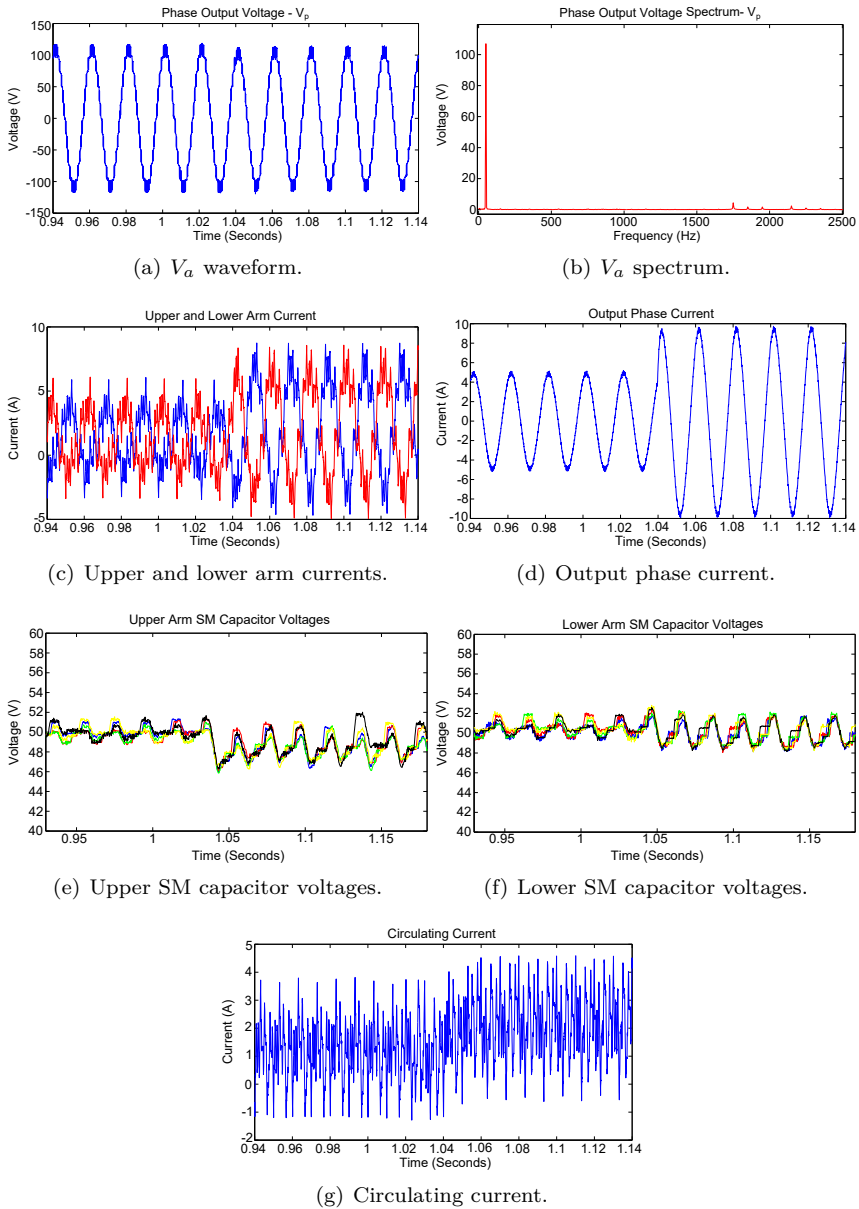 Phase Output Voltage - Vp
Voltage (V)
150
100
50
0
-50
-100
-150
0.94 0.96 0.98 1 1.02 1.04 1.06 1.08 1.1 1.12 1.14
Time (Seconds)
(a) Va waveform.
Phase Output Voltage Spectrum- Vp
Voltage (V)
100
80
60
40
20
0
0 500 1000 1500 2000 2500
Frequency (Hz)
(b) Va spectrum.
Upper and Lower Arm Current
Current (A)
10
5
0
-5
0.94 0.96 0.98 1 1.02 1.04 1.06 1.08 1.1 1.12 1.14
Time (Seconds)
(c) Upper and lower arm currents.
Output Phase Current
Current (A)
10
8
6
4
2
0
-2
-4
-6
-8
-10
0.94 0.96 0.98 1 1.02 1.04 1.06 1.08 1.1 1.12 1.14
Time (Seconds)
(d) Output phase current.
Upper Arm SM Capacitor Voltages
Voltage (V)
60
58
56
54
52
50
48
46
44
42
40
0.95 1 1.05 1.1 1.15
Time (Seconds)
(e) Upper SM capacitor voltages.
Lower Arm SM Capacitor Voltages
Voltage (V)
60
58
56
54
52
50
48
46
44
42
40
0.95 1 1.05 1.1 1.15
Time (Seconds)
(f) Lower SM capacitor voltages.
Circulating Current
Current (A)
5
4
3
2
1
0
-1
-2
0.94 0.96 0.98 1 1.02 1.04 1.06 1.08 1.1 1.12 1.14
Time (Seconds)
(g) Circulating current.